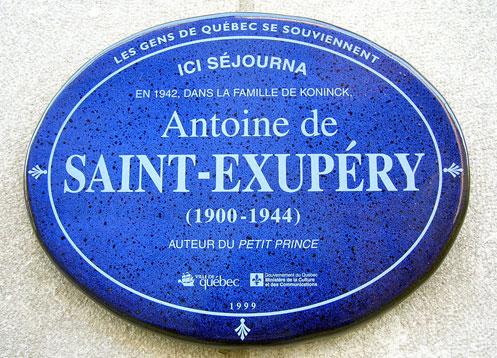 LES GENS DE QUÉBEC SE SOUVIENNENT
ICI SÉJOURNA
EN 1942, DANS LA FAMILLE DE KONINCK,
Antoine de
SAINT-EXUPÉRY
(1900-1944)
AUTEUR DU PETIT PRINCE
VILLE DE
québec
Gouvernement du Québec
Ministère de la Culture
et des Communications
1999